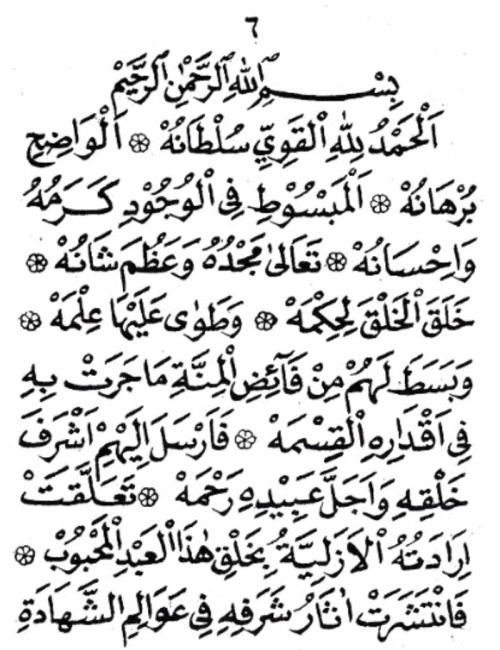 ٦
بِسْمِ اللهِ الرَّحْمٰنِ الرَّحِيْمِ
اَلْحَمْدُ لِلّٰهِ الْقَوِيِّ سُلْطَانُهْ ۞ اَلْوَاضِحِ
بُرْهَانُهْ ۞ اَلْمَبْسُوْطِ فِى الْوُجُوْدِ كَرَمُهُ
وَاِحْسَانُهْ ۞ تَعَالٰى مَجْدُهُ وَعَظُمَ شَانُهْ ۞
خَلَقَ الْخَلْقَ لِحِكْمَهْ ۞ وَطَوٰى عَلَيْهَا عِلْمَهْ ۞
وَبَسَطَ لَهُمْ مِنْ فَآئِضِ الْمِنَّةِ مَاجَرَتْ بِهِ
فِى اَقْدَارِهِ الْقِسْمَهْ ۞ فَاَرْسَلَ اِلَيْهِمْ اَشْرَفَ
خَلْقِهِ وَاَجَلَّ عَبِيْدِهِ رَحْمَهْ ۞ تَعَلَّقَتْ
اِرَادَتُهُ الْاَزَلِيَّةُ بِخَلْقِ هٰذَا الْعَبْدِ الْمَحْبُوْبْ ۞
فَانْتَشَرَتْ اٰثَارُ شَرَفِهِ فِى عَوَالِمِ الشَّهَادَةِ